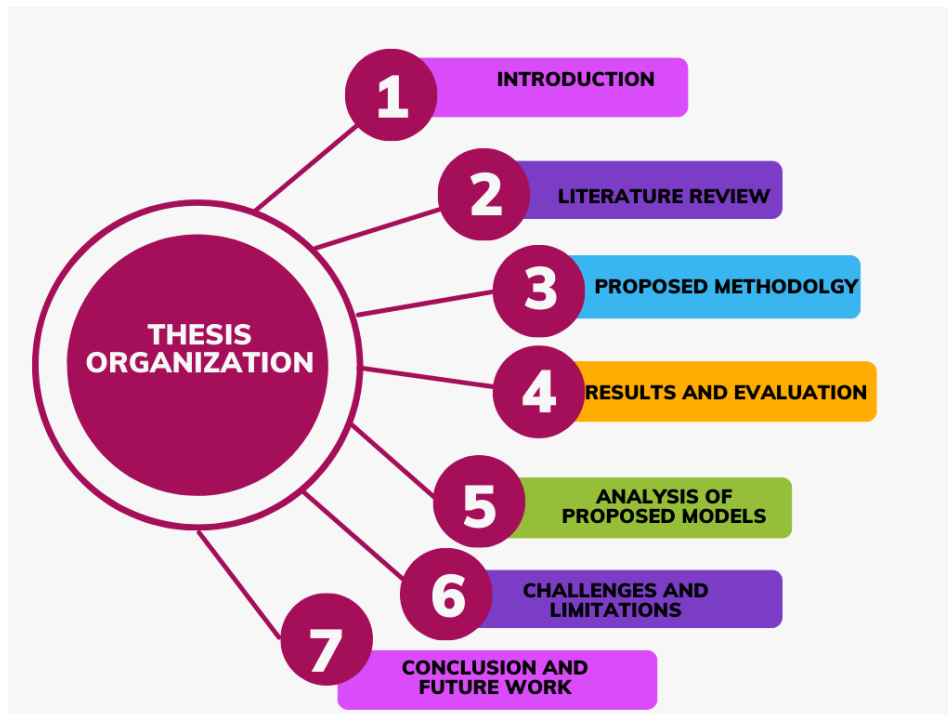 THESIS
ORGANIZATION
1
INTRODUCTION
2
LITERATURE REVIEW
3
PROPOSED METHODOLGY
4
RESULTS AND EVALUATION
5
ANALYSIS OF
PROPOSED MODELS
6
CHALLENGES AND
LIMITATIONS
7
CONCLUSION AND
FUTURE WORK